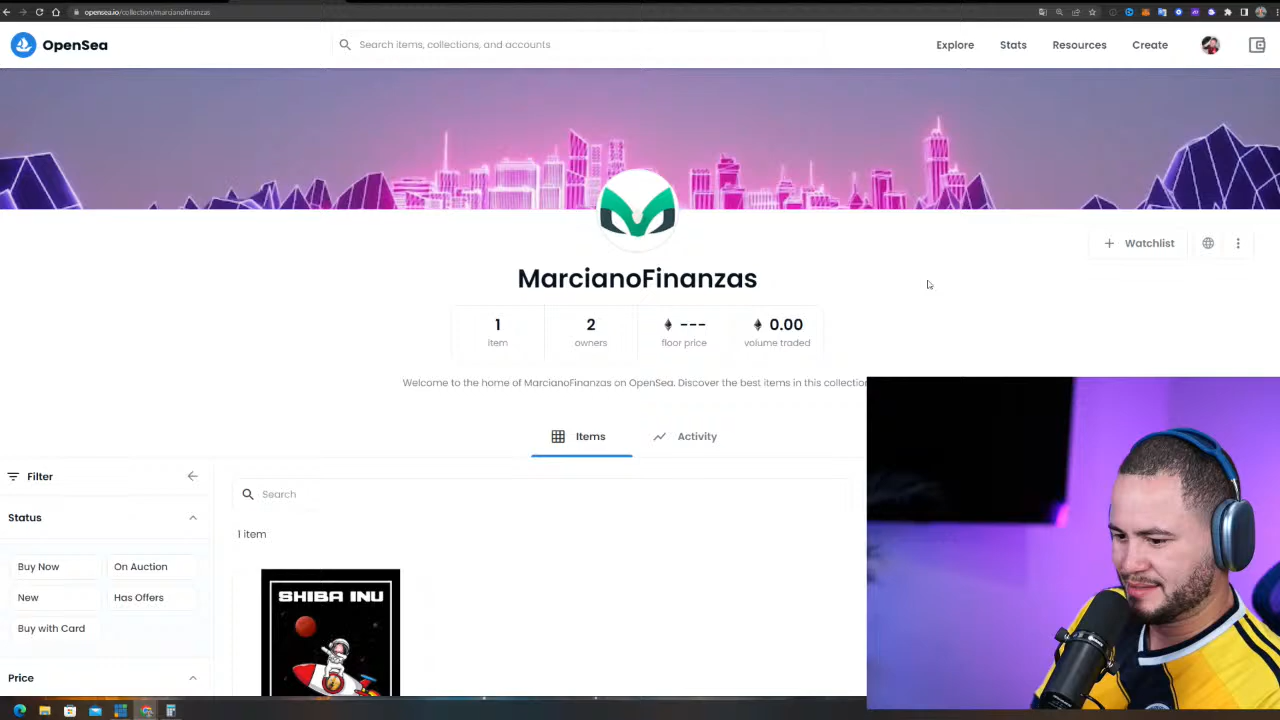 opensea.io/collection/marcianofinanzas
OpenSea
Search items, collections, and accounts
Explore
Stats
Resources
Create
Watchlist
MarcianoFinanzas
1
item
2
owners
---
floor price
0.00
volume traded
Welcome to the home of MarcianoFinanzas on OpenSea. Discover the best items in this collection
Items
Activity
Filter
Search
Status
1 item
Buy Now
On Auction
New
Has Offers
Buy with Card
SHIBA INU
Price